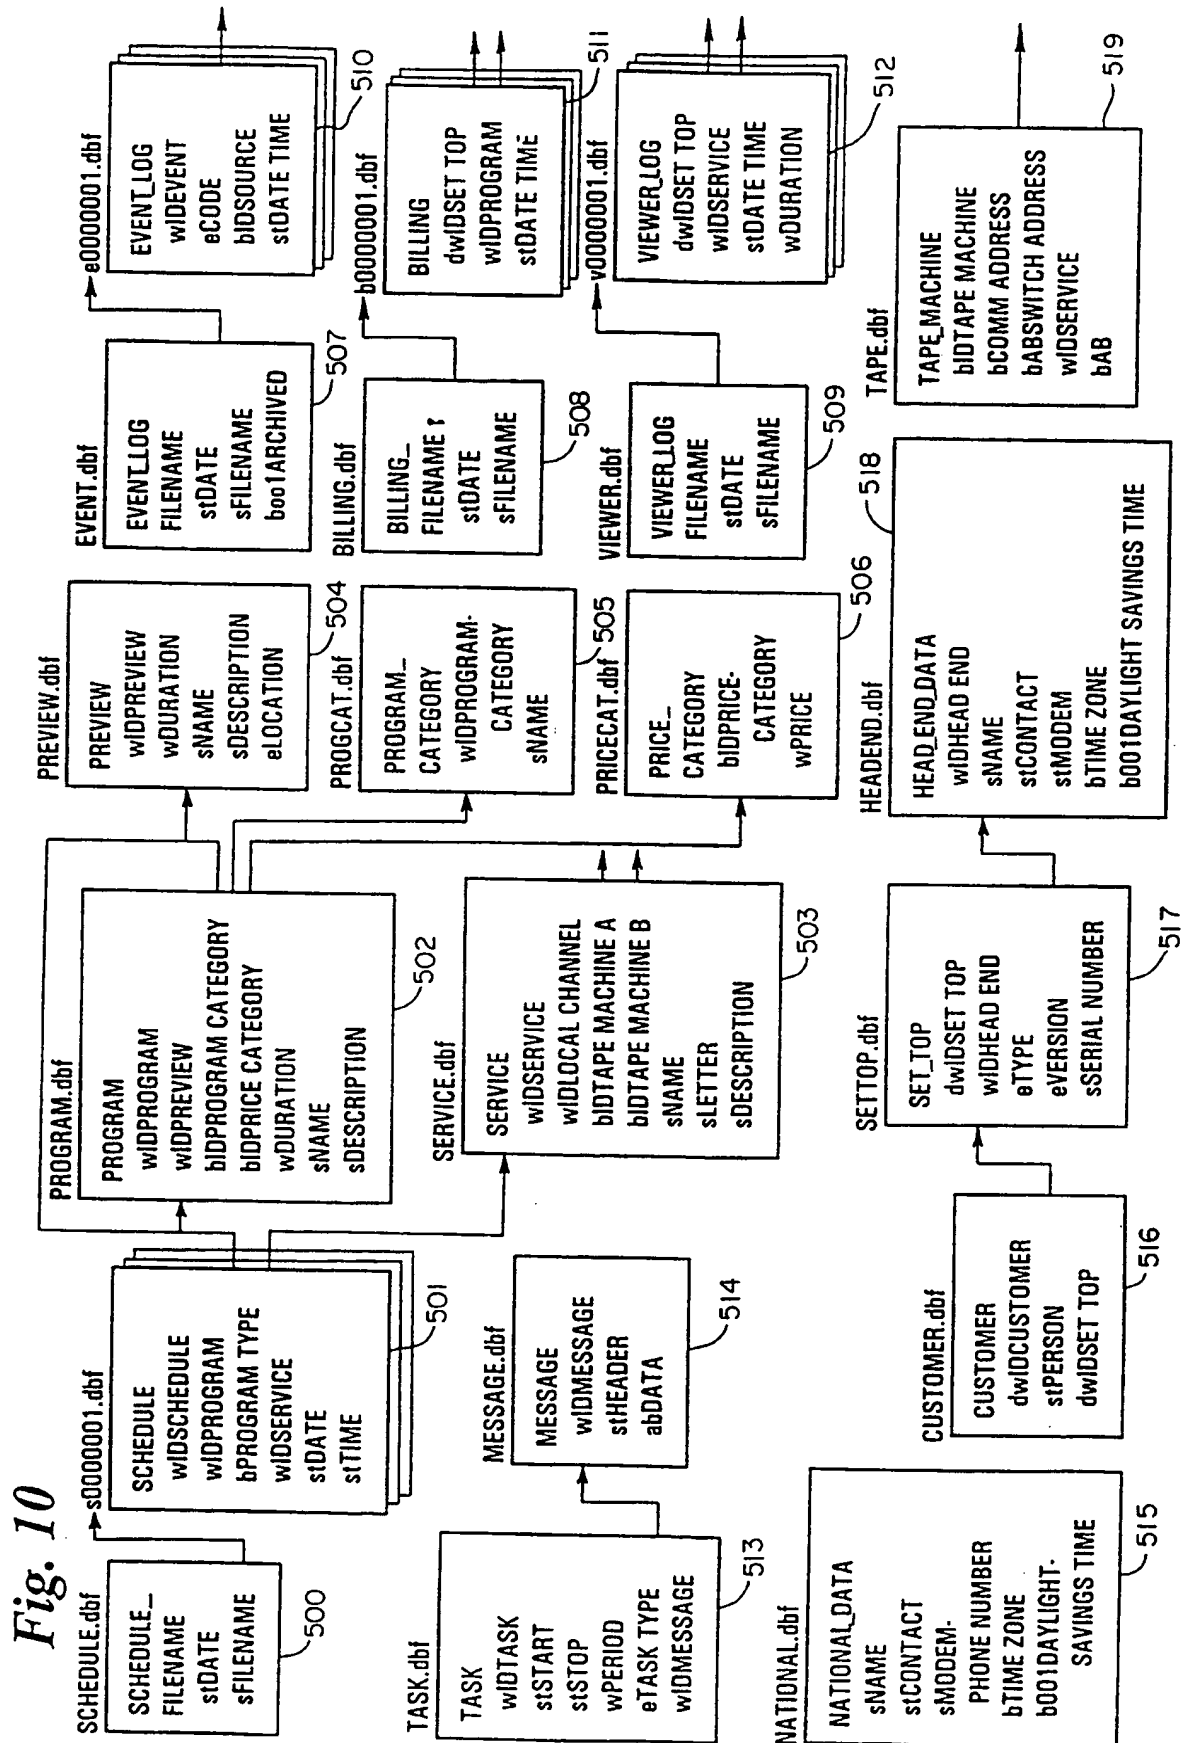 Fig. 10
SCHEDULE.dbf
SCHEDULE_
FILENAME
stDATE
sFILENAME
500
s0000001.dbf
SCHEDULE
wIDSCHEDULE
wIDPROGRAM
bPROGRAM TYPE
wIDSERVICE
stDATE
stTIME
501
PROGRAM.dbf
PROGRAM
wIDPROGRAM
wIDPREVIEW
bIDPROGRAM CATEGORY
bIDPRICE CATEGORY
wDURATION
sNAME
sDESCRIPTION
502
PREVIEW.dbf
PREVIEW
wIDPREVIEW
wDURATION
sNAME
sDESCRIPTION
eLOCATION
504
EVENT.dbf
EVENT_LOG
FILENAME
stDATE
sFILENAME
boo1ARCHIVED
507
e0000001.dbf
EVENT_LOG
wIDEVENT
eCODE
bIDSOURCE
stDATE TIME
510
PROGCAT.dbf
PROGRAM_
CATEGORY
wIDPROGRAM-
CATEGORY
sNAME
505
BILLING.dbf
BILLING_
FILENAME r
stDATE
sFILENAME
508
b0000001.dbf
BILLING
dwIDSET TOP
wIDPROGRAM
stDATE TIME
511
TASK.dbf
TASK
wIDTASK
stSTART
stSTOP
wPERIOD
eTASK TYPE
wIDMESSAGE
513
MESSAGE.dbf
MESSAGE
wIDMESSAGE
stHEADER
abDATA
514
SERVICE.dbf
SERVICE
wIDSERVICE
wIDLOCAL CHANNEL
bIDTAPE MACHINE A
bIDTAPE MACHINE B
sNAME
sLETTER
sDESCRIPTION
503
PRICECAT.dbf
PRICE_
CATEGORY
bIDPRICE-
CATEGORY
wPRICE
506
VIEWER.dbf
VIEWER_LOG
FILENAME
stDATE
sFILENAME
509
v0000001.dbf
VIEWER_LOG
dwIDSET TOP
wIDSERVICE
stDATE TIME
wDURATION
512
NATIONAL.dbf
NATIONAL_DATA
sNAME
stCONTACT
sMODEM-
PHONE NUMBER
bTIME ZONE
b001DAYLIGHT-
SAVINGS TIME
515
CUSTOMER.dbf
CUSTOMER
dwIDCUSTOMER
stPERSON
dwIDSET TOP
516
SETTOP.dbf
SET_TOP
dwIDSET TOP
wIDHEAD END
eTYPE
eVERSION
sSERIAL NUMBER
517
HEADEND.dbf
HEAD_END_DATA
wIDHEAD END
sNAME
stCONTACT
stMODEM
bTIME ZONE
b001DAYLIGHT SAVINGS TIME
518
TAPE.dbf
TAPE_MACHINE
bIDTAPE MACHINE
bCOMM ADDRESS
bABSWITCH ADDRESS
wIDSERVICE
bAB
519